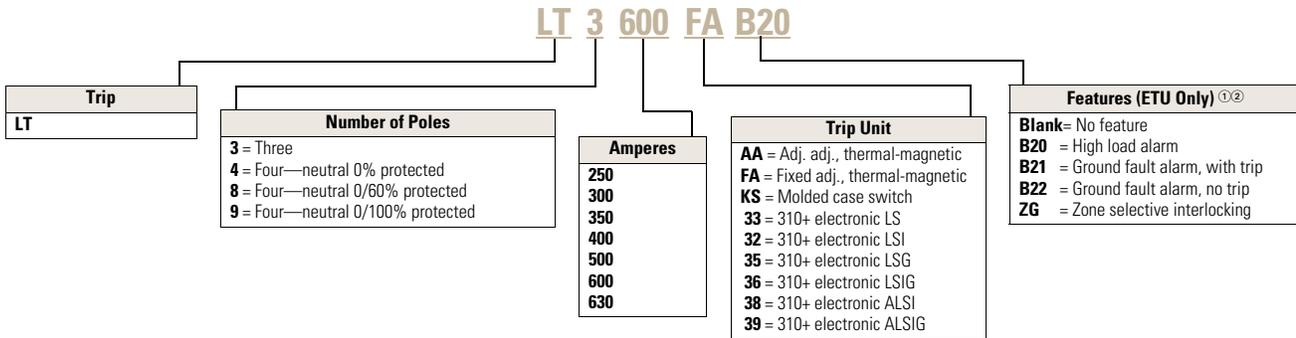 LT 3 600 FA B20
Trip
LT
Number of Poles
3 = Three
4 = Four—neutral 0% protected
8 = Four—neutral 0/60% protected
9 = Four—neutral 0/100% protected
Amperes
250
300
350
400
500
600
630
Trip Unit
AA = Adj. adj., thermal-magnetic
FA = Fixed adj., thermal-magnetic
KS = Molded case switch
33 = 310+ electronic LS
32 = 310+ electronic LSI
35 = 310+ electronic LSG
36 = 310+ electronic LSIG
38 = 310+ electronic ALSI
39 = 310+ electronic ALSIG
Features (ETU Only) ①②
Blank= No feature
B20 = High load alarm
B21 = Ground fault alarm, with trip
B22 = Ground fault alarm, no trip
ZG = Zone selective interlocking